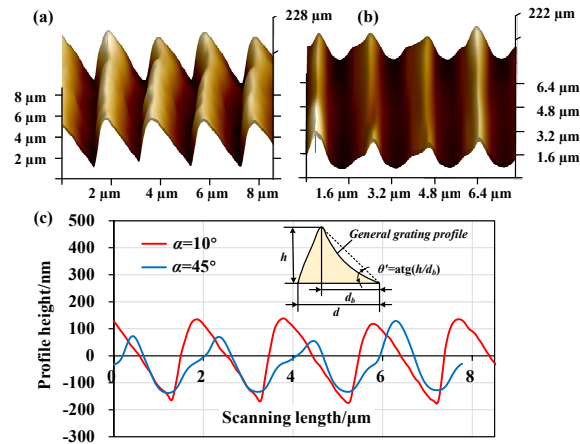 (a)
228 μm
8 μm
6 μm
4 μm
2 μm
2 μm 4 μm 6 μm 8 μm
(b)
222 μm
6.4 μm
4.8 μm
3.2 μm
1.6 μm
1.6 μm 3.2 μm 4.8 μm 6.4 μm
(c)
Profile height/nm
500
400
300
200
100
0
-100
-200
-300
α=10°
α=45°
h
General grating profile
θ'=atg(h/db)
db
d
0 2 4 6 8
Scanning length/μm